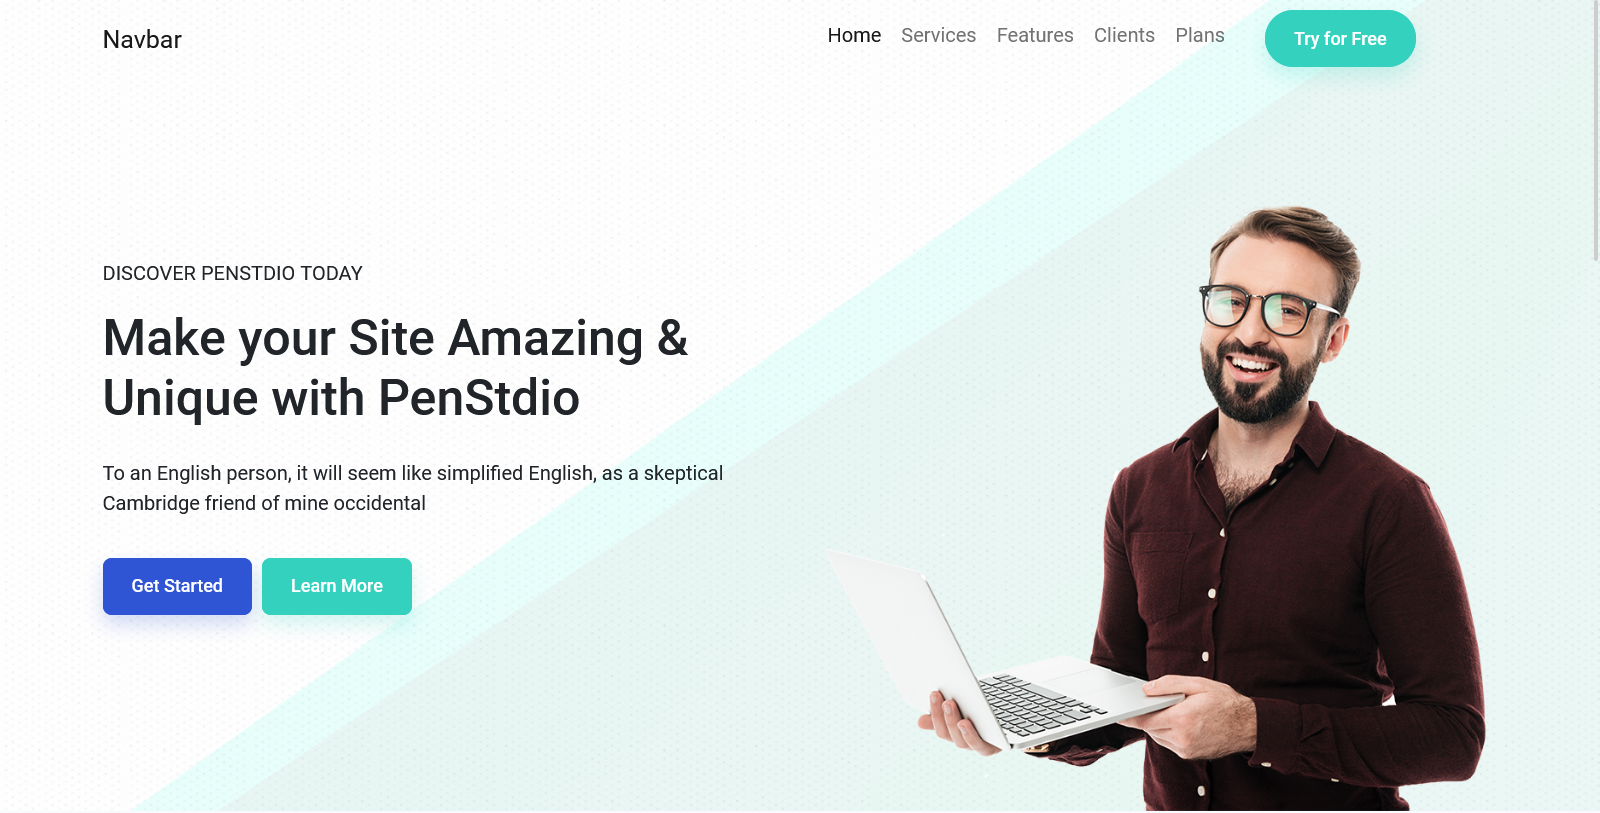 Navbar
Home Services Features Clients Plans Try for Free
DISCOVER PENSTDIO TODAY
Make your Site Amazing &
Unique with PenStdio
To an English person, it will seem like simplified English, as a skeptical
Cambridge friend of mine occidental
Get Started Learn More